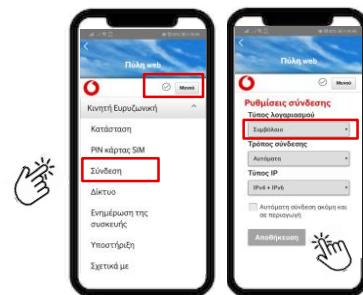 Πύλη web
Μενού
Κινητή Ευρυζωνική
Κατάσταση
PIN κάρτας SIM
Σύνδεση
Δίκτυο
Ενημέρωση της
συσκευής
Υποστήριξη
Σχετικά με
Πύλη web
Μενού
Ρυθμίσεις σύνδεσης
Τύπος λογαριασμού
Συμβόλαιο
Τρόπος σύνδεσης
Αυτόματα
Τύπος IP
IPv4 + IPv6
Αυτόματη σύνδεση ακόμη και
σε περιαγωγή
Αποθήκευση